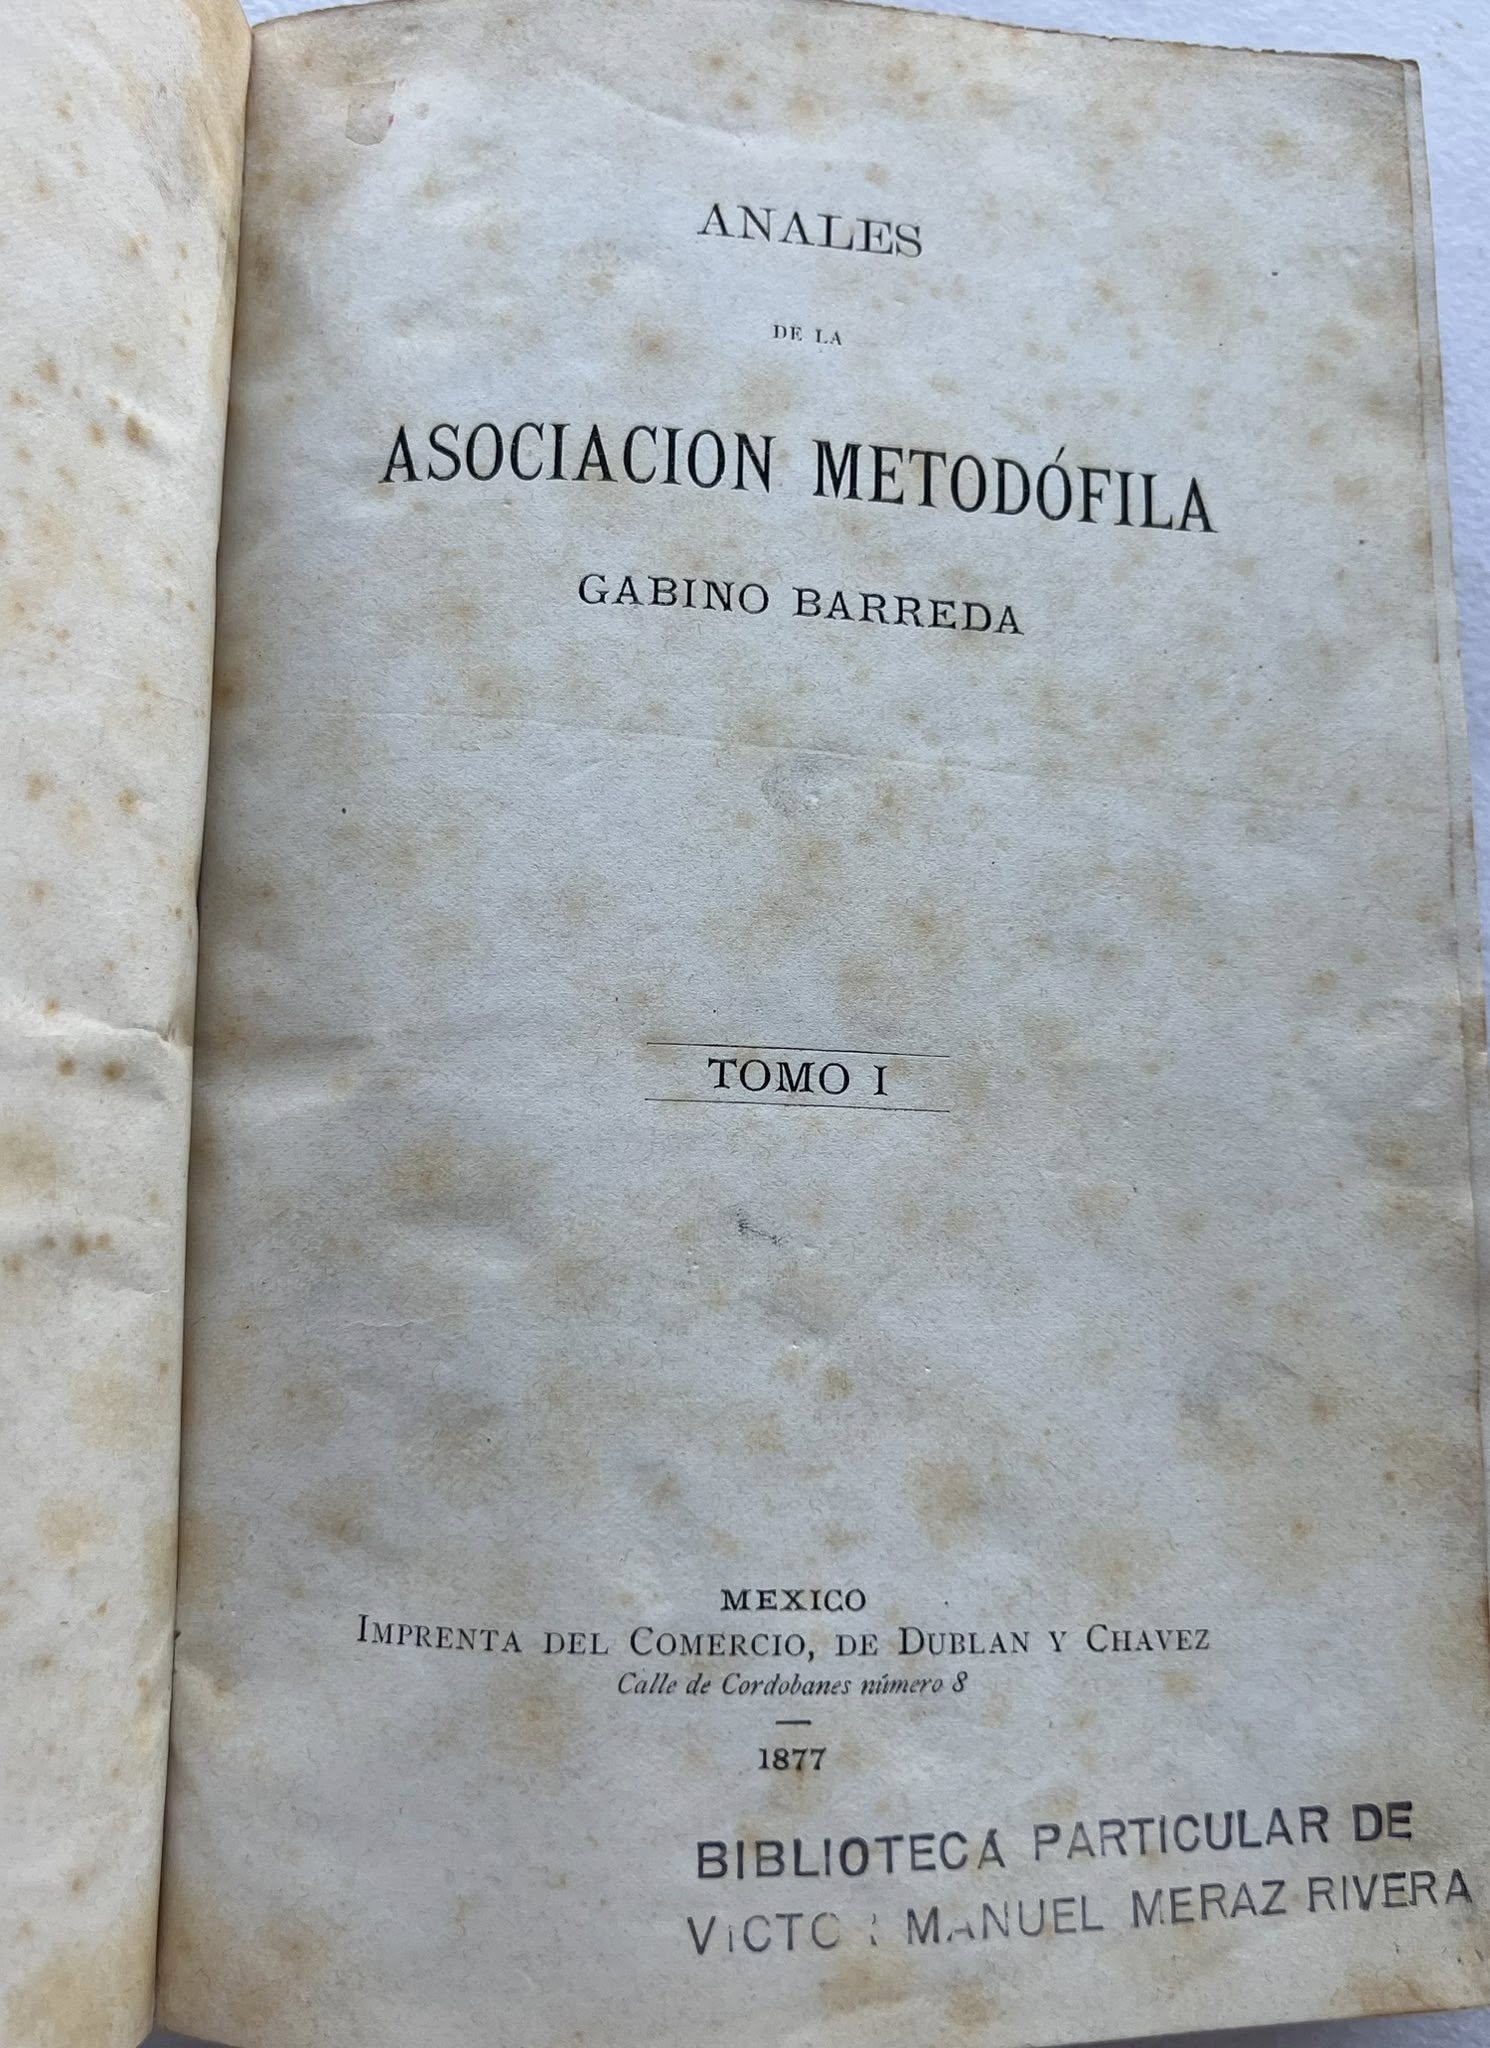 ANALES
DE LA
ASOCIACION METODÓFILA
GABINO BARREDA
TOMO I
MEXICO
IMPRENTA DEL COMERCIO, DE DUBLAN Y CHAVEZ
Calle de Cordobanes número 8
1877
BIBLIOTECA PARTICULAR DE
VICTOR MANUEL MERAZ RIVERA